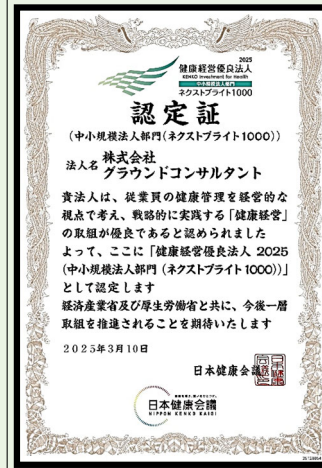 2025
健康経営優良法人
KENKO Investment for Health
中小規模法人部門
ネクストブライト1000
認定証
(中小規模法人部門(ネクストブライト1000))
法人名 株式会社
グラウンドコンサルタント
貴法人は、従業員の健康管理を経営的な
視点で考え、戦略的に実践する「健康経営」
の取組が優良であると認められました
よって、ここに「健康経営優良法人 2025
(中小規模法人部門 (ネクストブライト 1000))」
として認定します
経済産業省及び厚生労働省と共に、今後一層
取組を推進されることを期待いたします
2025年3月10日
日本健康会議
日本健康会議
NIPPON KENKO KAIGI